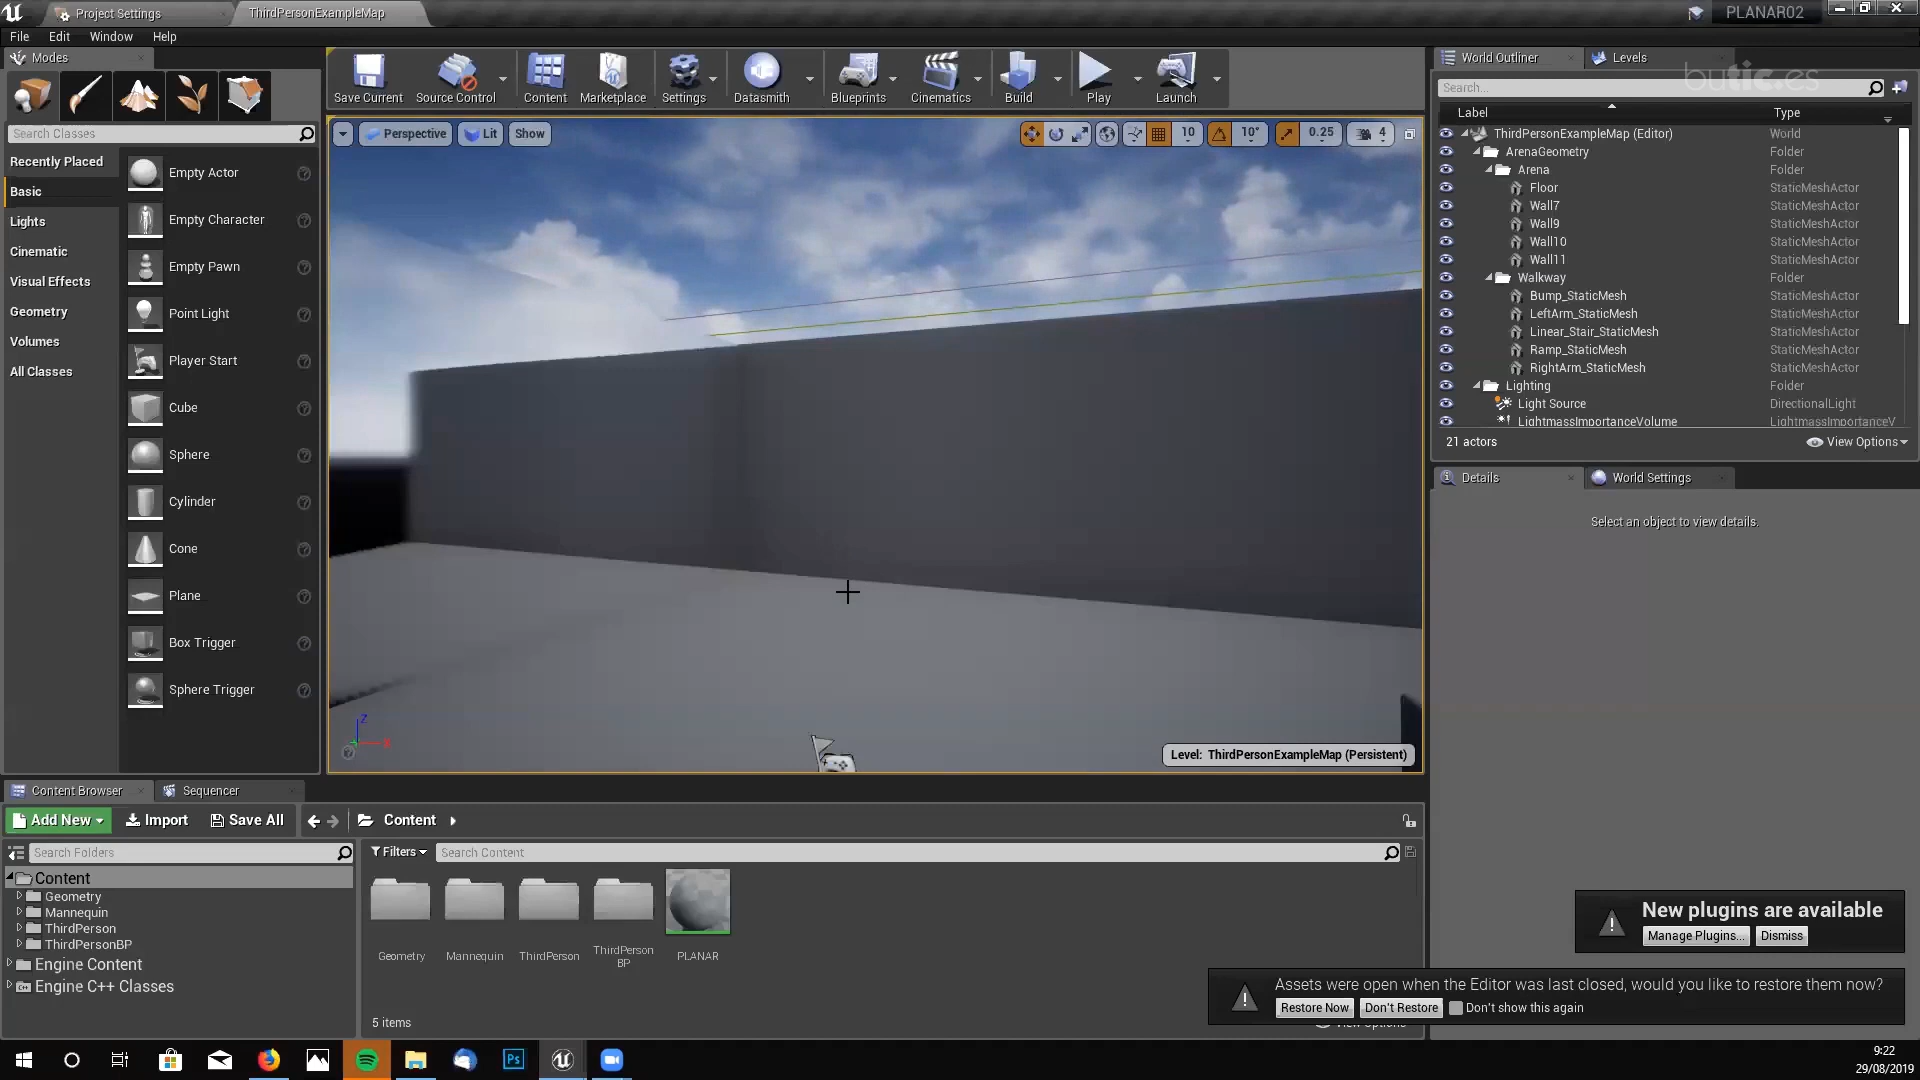 Project Settings
ThirdPersonExampleMap
PLANAR02
File Edit Window Help
Modes
Search Classes
Recently Placed
Basic
Lights
Cinematic
Visual Effects
Geometry
Volumes
All Classes
Empty Actor
Empty Character
Empty Pawn
Point Light
Player Start
Cube
Sphere
Cylinder
Cone
Plane
Box Trigger
Sphere Trigger
Save Current
Source Control
Content
Marketplace
Settings
Datasmith
Blueprints
Cinematics
Build
Play
Launch
Perspective
Lit
Show
10
10°
0.25
4
Z
X
Level: ThirdPersonExampleMap (Persistent)
World Outliner
Levels
butic.es
Search...
Label Type
ThirdPersonExampleMap (Editor) World
ArenaGeometry Folder
Arena Folder
Floor StaticMeshActor
Wall7 StaticMeshActor
Wall9 StaticMeshActor
Wall10 StaticMeshActor
Wall11 StaticMeshActor
Walkway Folder
Bump_StaticMesh StaticMeshActor
LeftArm_StaticMesh StaticMeshActor
Linear_Stair_StaticMesh StaticMeshActor
Ramp_StaticMesh StaticMeshActor
RightArm_StaticMesh StaticMeshActor
Lighting Folder
Light Source DirectionalLight
LightmassImportanceVolume LightmassImportanceV
21 actors
View Options
Details
World Settings
Select an object to view details.
Content Browser
Sequencer
Add New
Import
Save All
Content
Search Folders
Content
Geometry
Mannequin
ThirdPerson
ThirdPersonBP
Engine Content
Engine C++ Classes
Filters
Search Content
Geometry
Mannequin
ThirdPerson
ThirdPerson
BP
PLANAR
5 items
View Options
New plugins are available
Manage Plugins... Dismiss
Assets were open when the Editor was last closed, would you like to restore them now?
Restore Now Don't Restore Don't show this again
Ps
9:22
29/08/2019